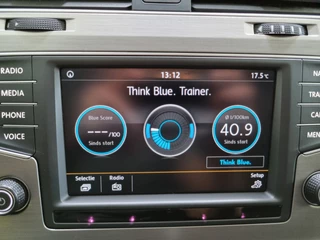 13:12
17.5°C
Think Blue. Trainer.
Blue Score
---/100
Sinds start
Ø l/100km
40.9
Sinds start
Think Blue.
Selectie
Radio
Setup
RADIO
MEDIA
PHONE
VOICE